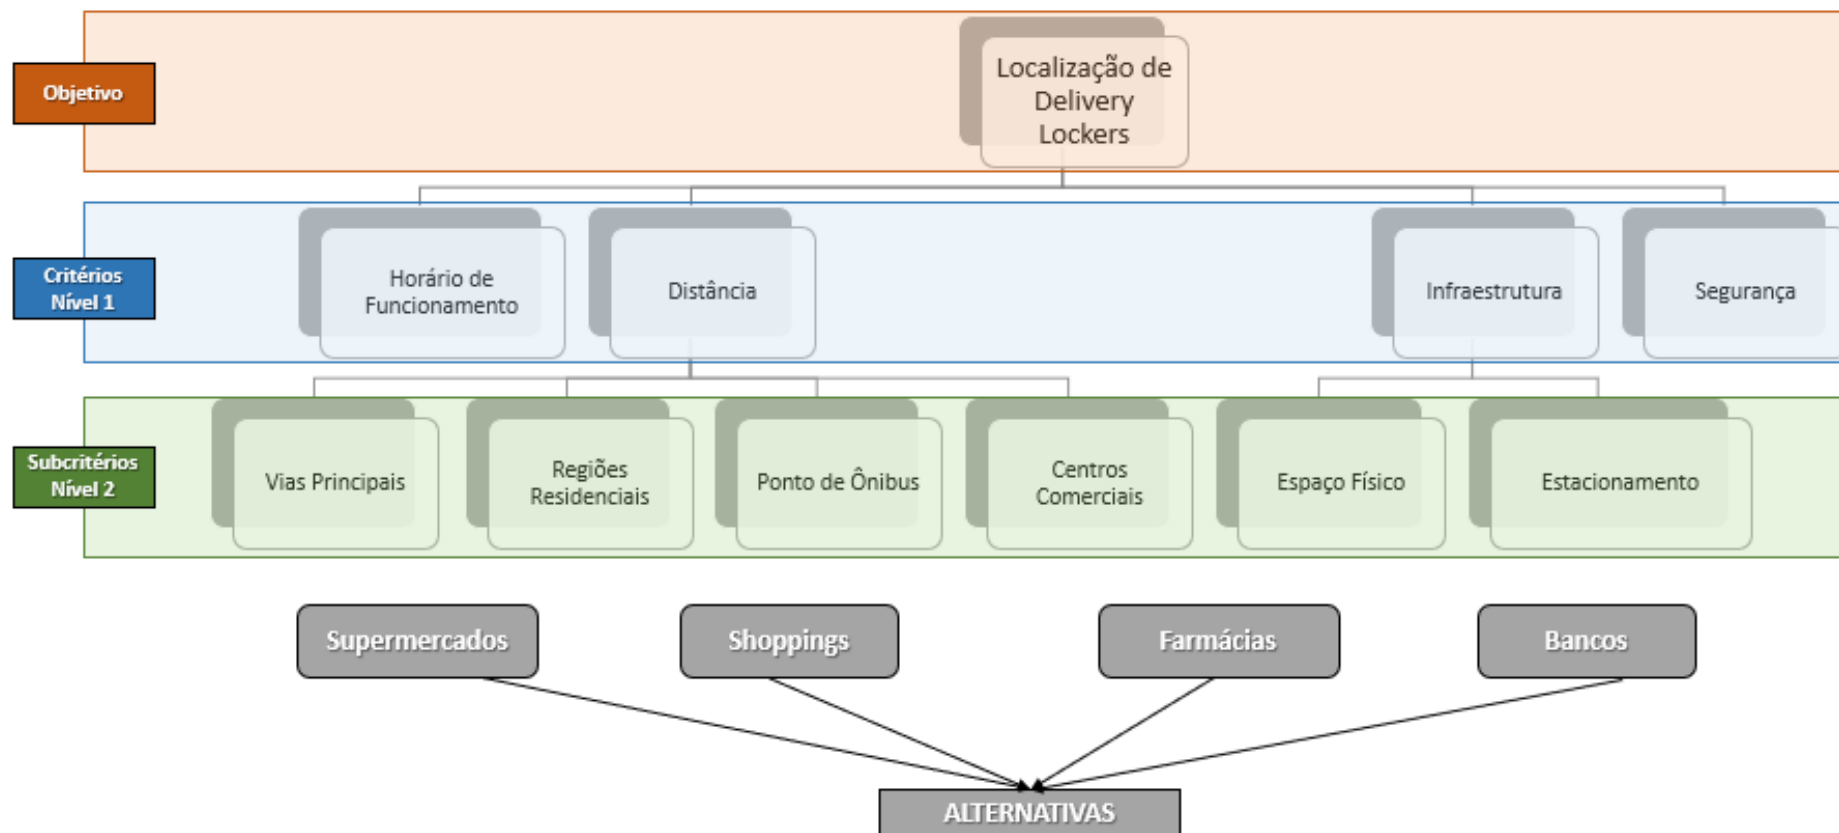 Objetivo
Localização de
Delivery
Lockers
Critérios
Nível 1
Horário de
Funcionamento
Distância
Infraestrutura
Segurança
Subcritérios
Nível 2
Vias Principais
Regiões
Residenciais
Ponto de Ônibus
Centros
Comerciais
Espaço Físico
Estacionamento
Supermercados
Shoppings
Farmácias
Bancos
ALTERNATIVAS